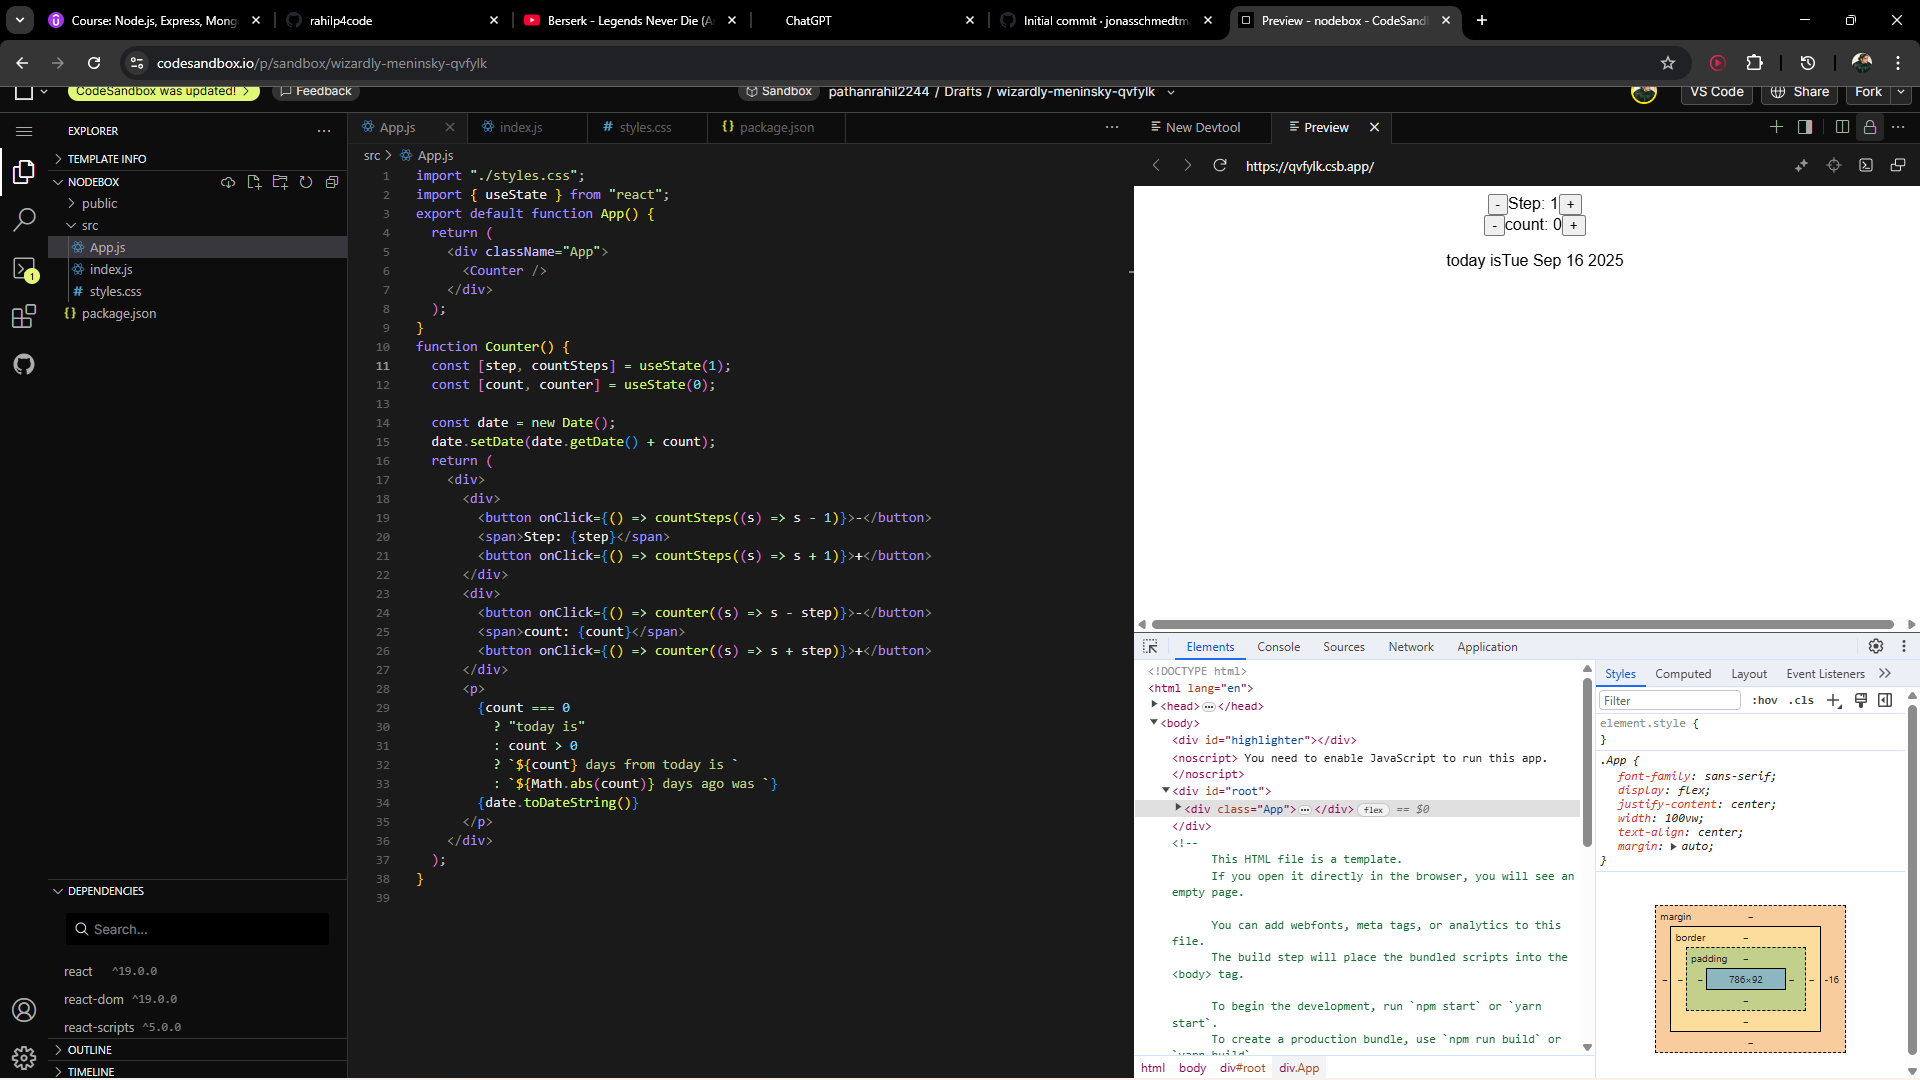 Course: Node.js, Express, Mong
rahilp4code
Berserk - Legends Never Die (A
ChatGPT
Initial commit · jonasschmedtm
Preview - nodebox - CodeSand
codesandbox.io/p/sandbox/wizardly-meninsky-qvfylk
CodeSandbox was updated!
Feedback
Sandbox
pathanrahil2244 / Drafts / wizardly-meninsky-qvfylk
VS Code
Share
Fork
EXPLORER
TEMPLATE INFO
NODEBOX
public
src
App.js
index.js
styles.css
package.json
1
DEPENDENCIES
Search...
react ^19.0.0
react-dom ^19.0.0
react-scripts ^5.0.0
OUTLINE
TIMELINE
App.js
index.js
# styles.css
{} package.json
src > App.js
1 import "./styles.css";
2 import { useState } from "react";
3 export default function App() {
4 return (
5 <div className="App">
6 <Counter />
7 </div>
8 );
9 }
10 function Counter() {
11 const [step, countSteps] = useState(1);
12 const [count, counter] = useState(0);
13
14 const date = new Date();
15 date.setDate(date.getDate() + count);
16 return (
17 <div>
18 <div>
19 <button onClick={() => countSteps((s) => s - 1)}>-</button>
20 <span>Step: {step}</span>
21 <button onClick={() => countSteps((s) => s + 1)}>+</button>
22 </div>
23 <div>
24 <button onClick={() => counter((s) => s - step)}>-</button>
25 <span>count: {count}</span>
26 <button onClick={() => counter((s) => s + step)}>+</button>
27 </div>
28 <p>
29 {count === 0
30 ? "today is"
31 : count > 0
32 ? `${count} days from today is `
33 : `${Math.abs(count)} days ago was `}
34 {date.toDateString()}
35 </p>
36 </div>
37 );
38 }
39
New Devtool
Preview
https://qvfylk.csb.app/
- Step: 1 +
- count: 0 +
today isTue Sep 16 2025
Elements
Console
Sources
Network
Application
<!DOCTYPE html>
<html lang="en">
<head> ··· </head>
<body>
<div id="highlighter"></div>
<noscript> You need to enable JavaScript to run this app.
</noscript>
<div id="root">
<div class="App"> ··· </div> flex == $0
</div>
<!--
This HTML file is a template.
If you open it directly in the browser, you will see an
empty page.
You can add webfonts, meta tags, or analytics to this
file.
The build step will place the bundled scripts into the
<body> tag.
To begin the development, run `npm start` or `yarn
start`.
To create a production bundle, use `npm run build` or
`yarn build`
html body div#root div.App
Styles
Computed
Layout
Event Listeners
Filter
:hov .cls
element.style {
}
.App {
font-family: sans-serif;
display: flex;
justify-content: center;
width: 100vw;
text-align: center;
margin: auto;
}
margin –
border –
padding –
– – – 786×92 – – -16
–
–
–